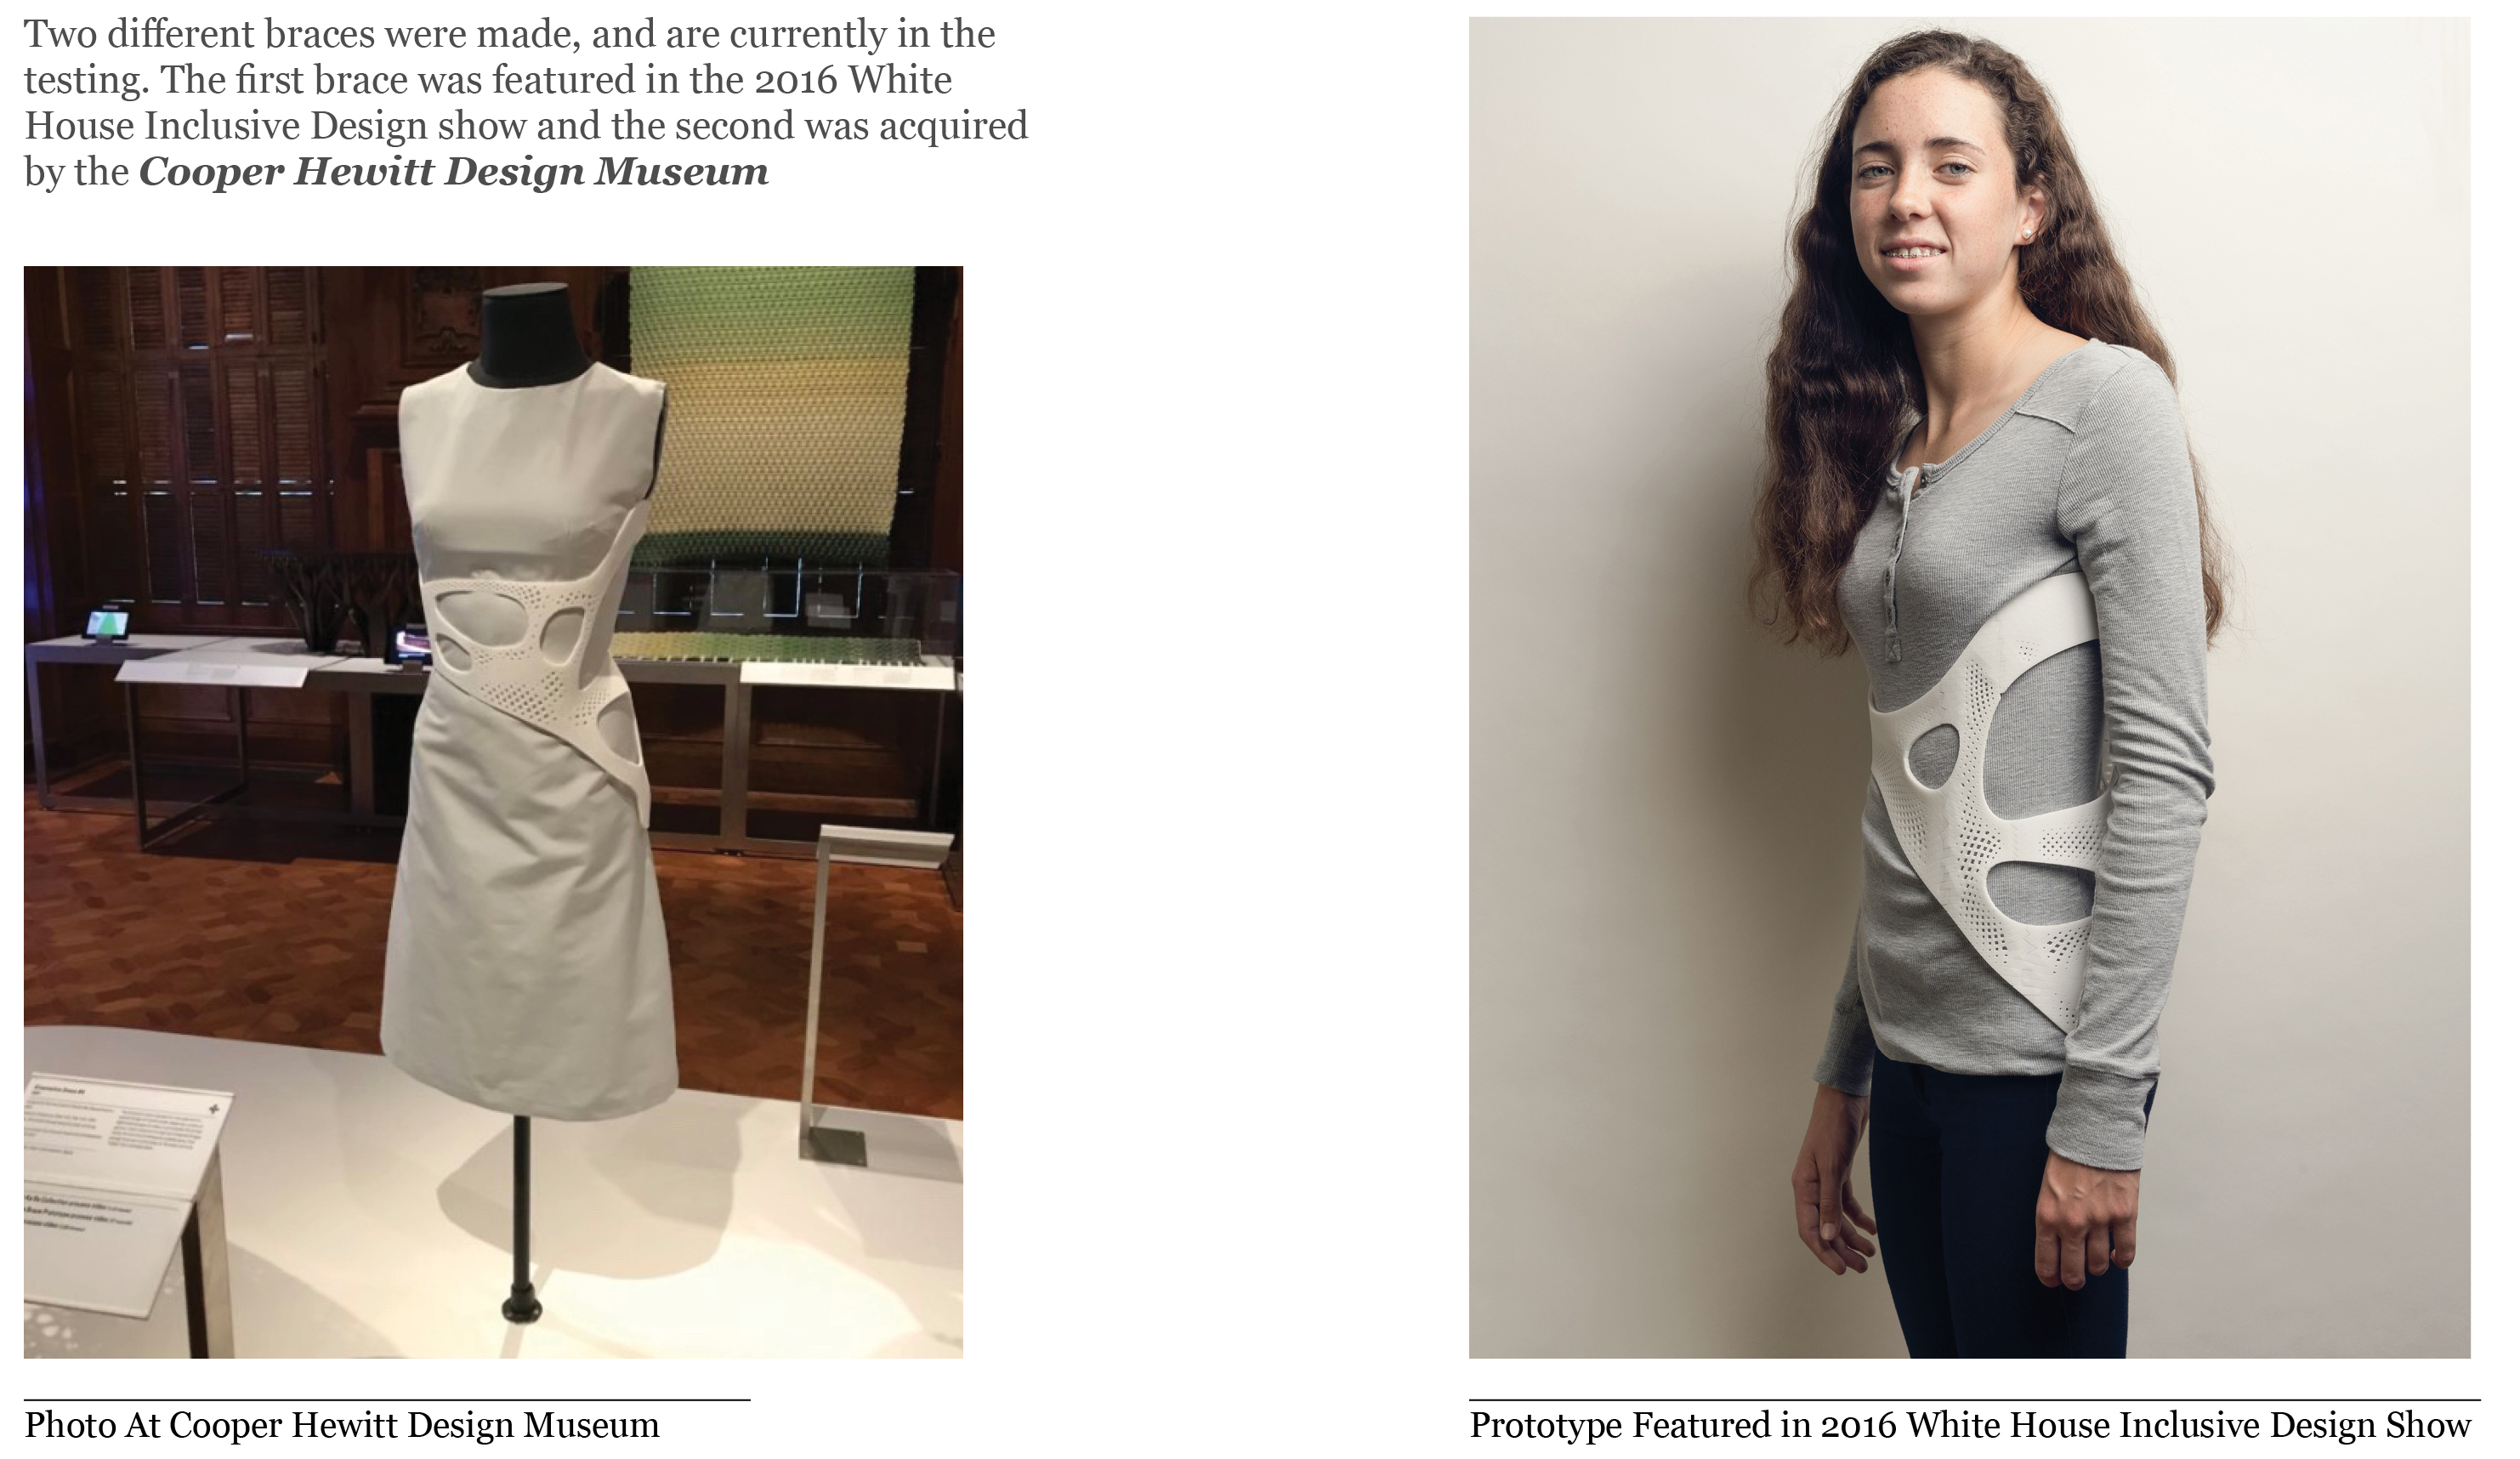 Two different braces were made, and are currently in the
testing. The first brace was featured in the 2016 White
House Inclusive Design show and the second was acquired
by the Cooper Hewitt Design Museum
Photo At Cooper Hewitt Design Museum
Prototype Featured in 2016 White House Inclusive Design Show